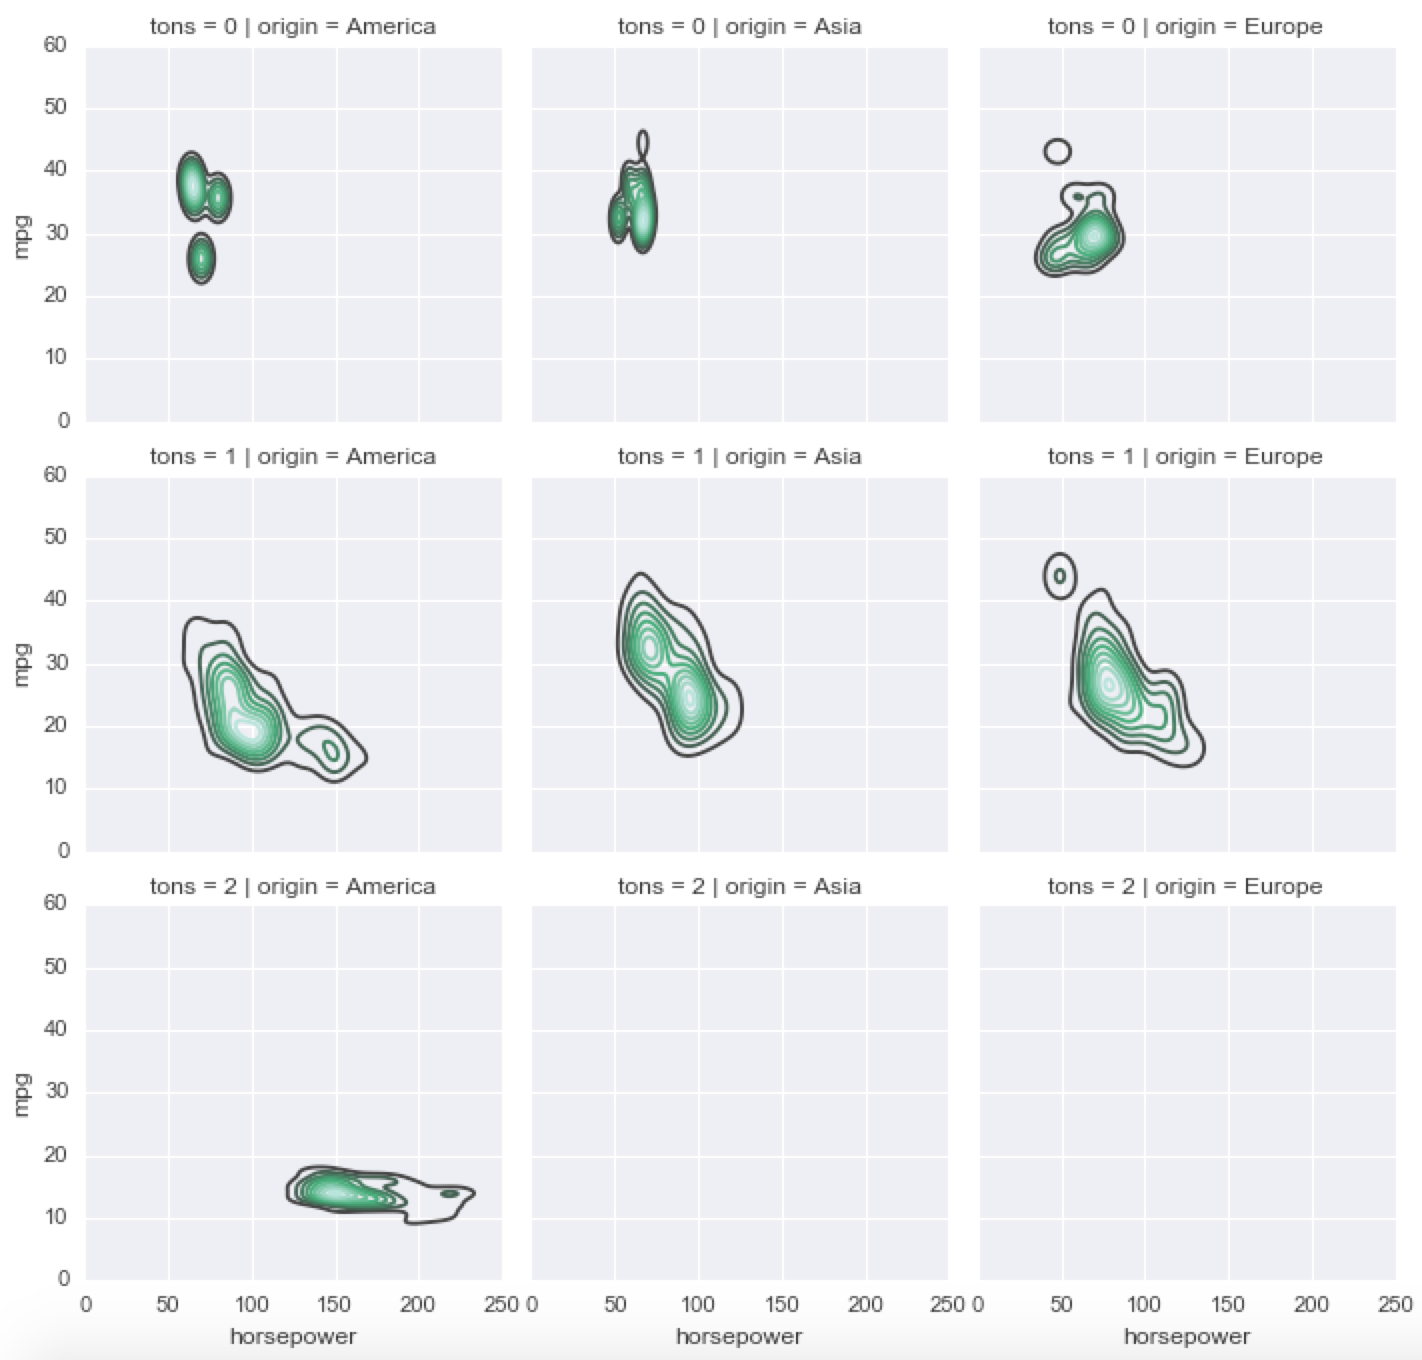 tons = 0 | origin = America
tons = 0 | origin = Asia
tons = 0 | origin = Europe
60
50
40
30
20
10
0
mpg
tons = 1 | origin = America
tons = 1 | origin = Asia
tons = 1 | origin = Europe
60
50
40
30
20
10
0
mpg
tons = 2 | origin = America
tons = 2 | origin = Asia
tons = 2 | origin = Europe
60
50
40
30
20
10
0
mpg
0 50 100 150 200 250
0 50 100 150 200 250
0 50 100 150 200 250
horsepower
horsepower
horsepower